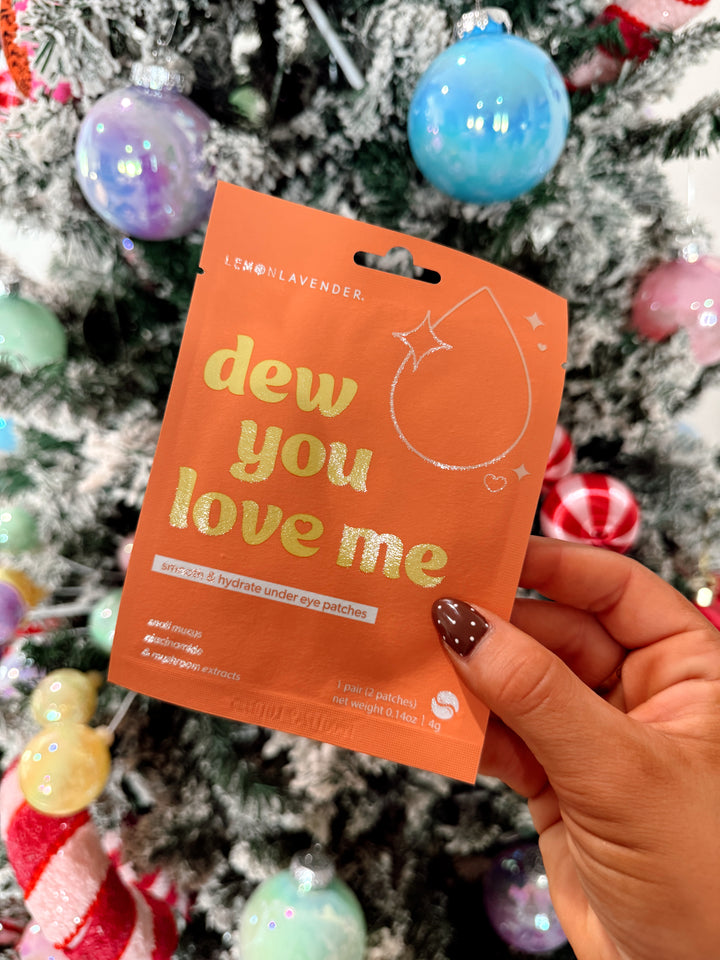 LEMONLAVENDER.
dew
you
love me
smooth & hydrate under eye patches
snail mucus
niacinamide
& mushroom extracts
1 pair (2 patches)
net weight 0.14oz | 4g